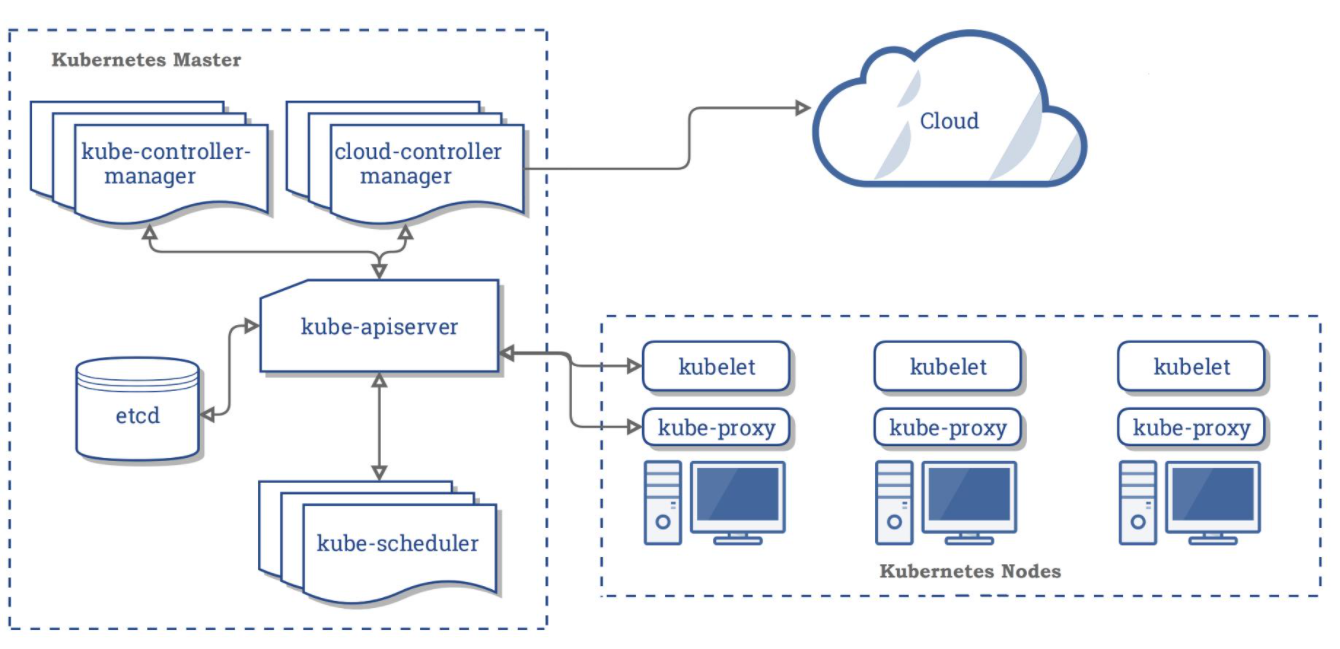 Kubernetes Master
kube-controller-
manager
cloud-controller
manager
Cloud
kube-apiserver
etcd
kube-scheduler
kubelet
kubelet
kubelet
kube-proxy
kube-proxy
kube-proxy
Kubernetes Nodes